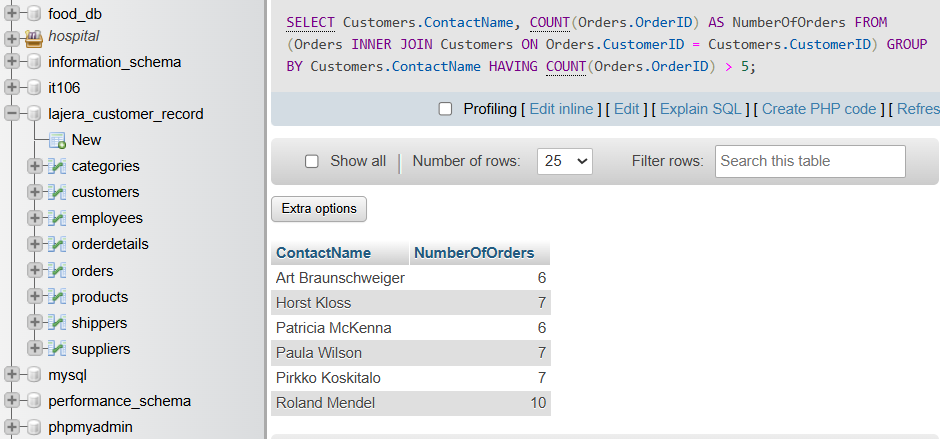 food_db
hospital
information_schema
it106
lajera_customer_record
New
categories
customers
employees
orderdetails
orders
products
shippers
suppliers
mysql
performance_schema
phpmyadmin
SELECT Customers.ContactName, COUNT(Orders.OrderID) AS NumberOfOrders FROM
(Orders INNER JOIN Customers ON Orders.CustomerID = Customers.CustomerID) GROUP
BY Customers.ContactName HAVING COUNT(Orders.OrderID) > 5;
Profiling [ Edit inline ] [ Edit ] [ Explain SQL ] [ Create PHP code ] [ Refres
Show all Number of rows: 25 Filter rows: Search this table
Extra options
ContactName NumberOfOrders
Art Braunschweiger 6
Horst Kloss 7
Patricia McKenna 6
Paula Wilson 7
Pirkko Koskitalo 7
Roland Mendel 10